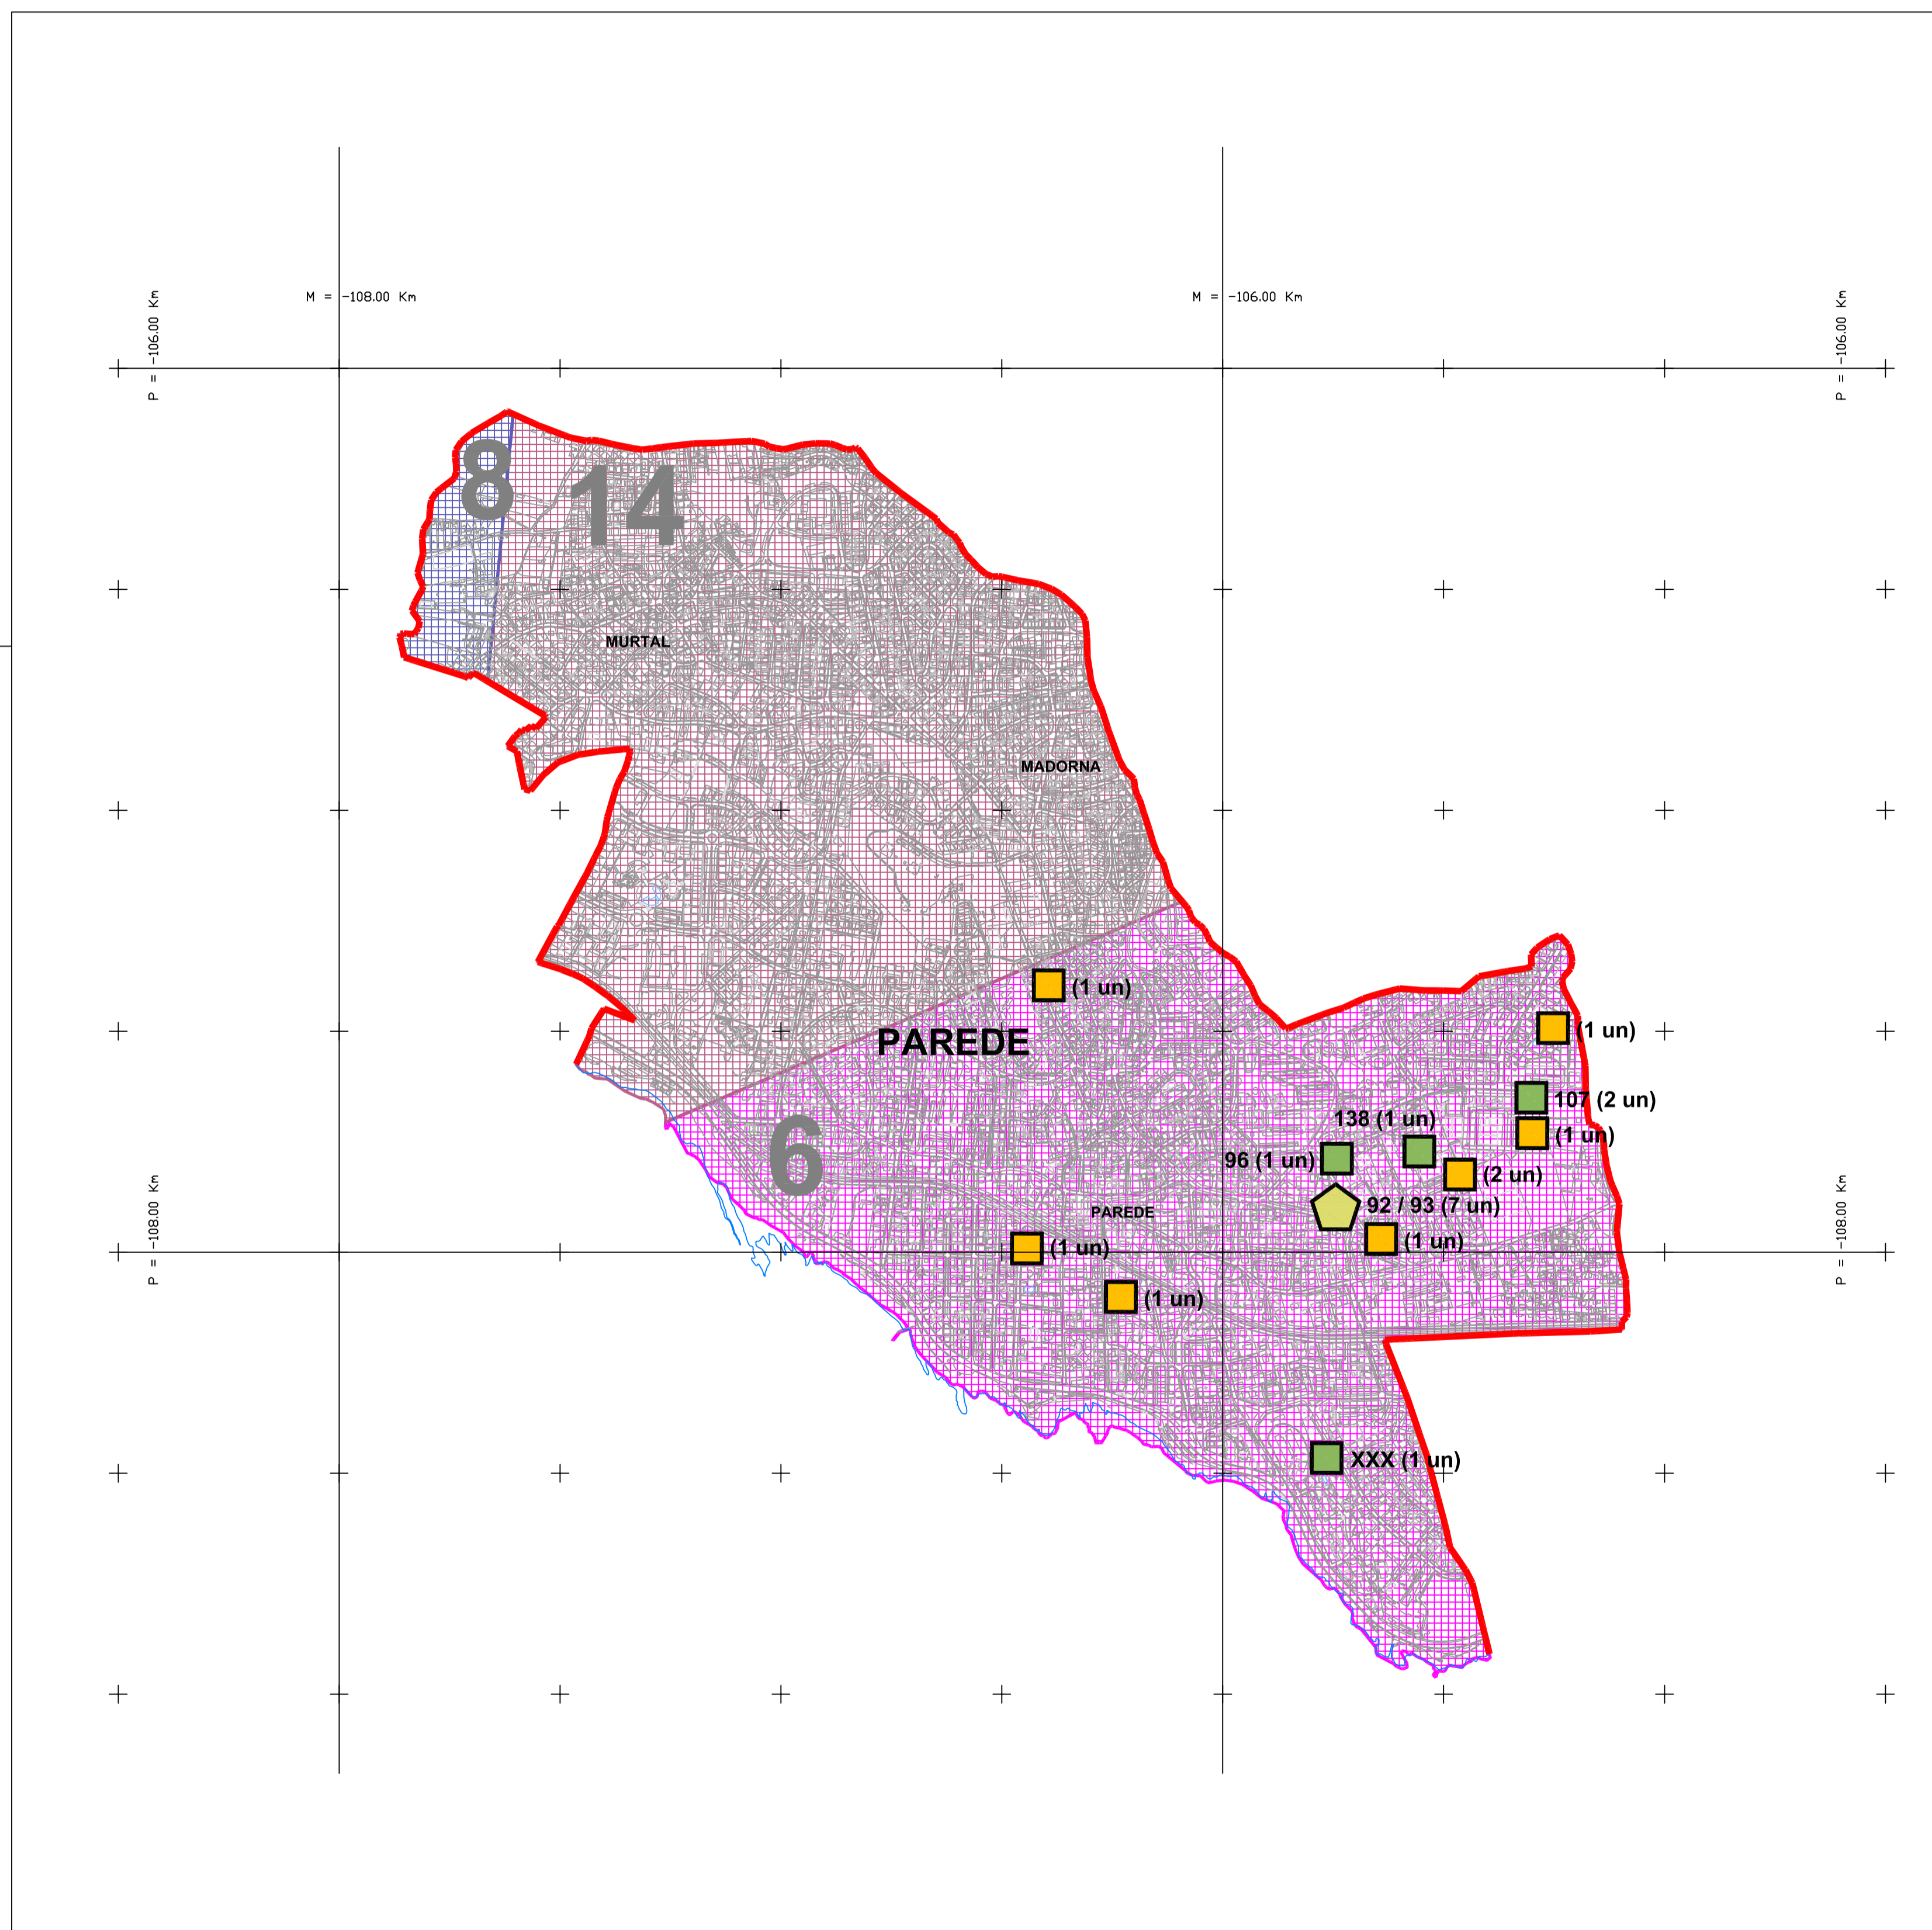 M = -108.00 Km
M = -106.00 Km
P = -106.00 Km
P = -106.00 Km
8
14
MURTAL
MADORNA
(1 un)
PAREDE
(1 un)
107 (2 un)
138 (1 un)
(1 un)
96 (1 un)
6
(2 un)
92 / 93 (7 un)
PAREDE
P = -108.00 Km
P = -108.00 Km
(1 un)
(1 un)
(1 un)
XXX (1 un)